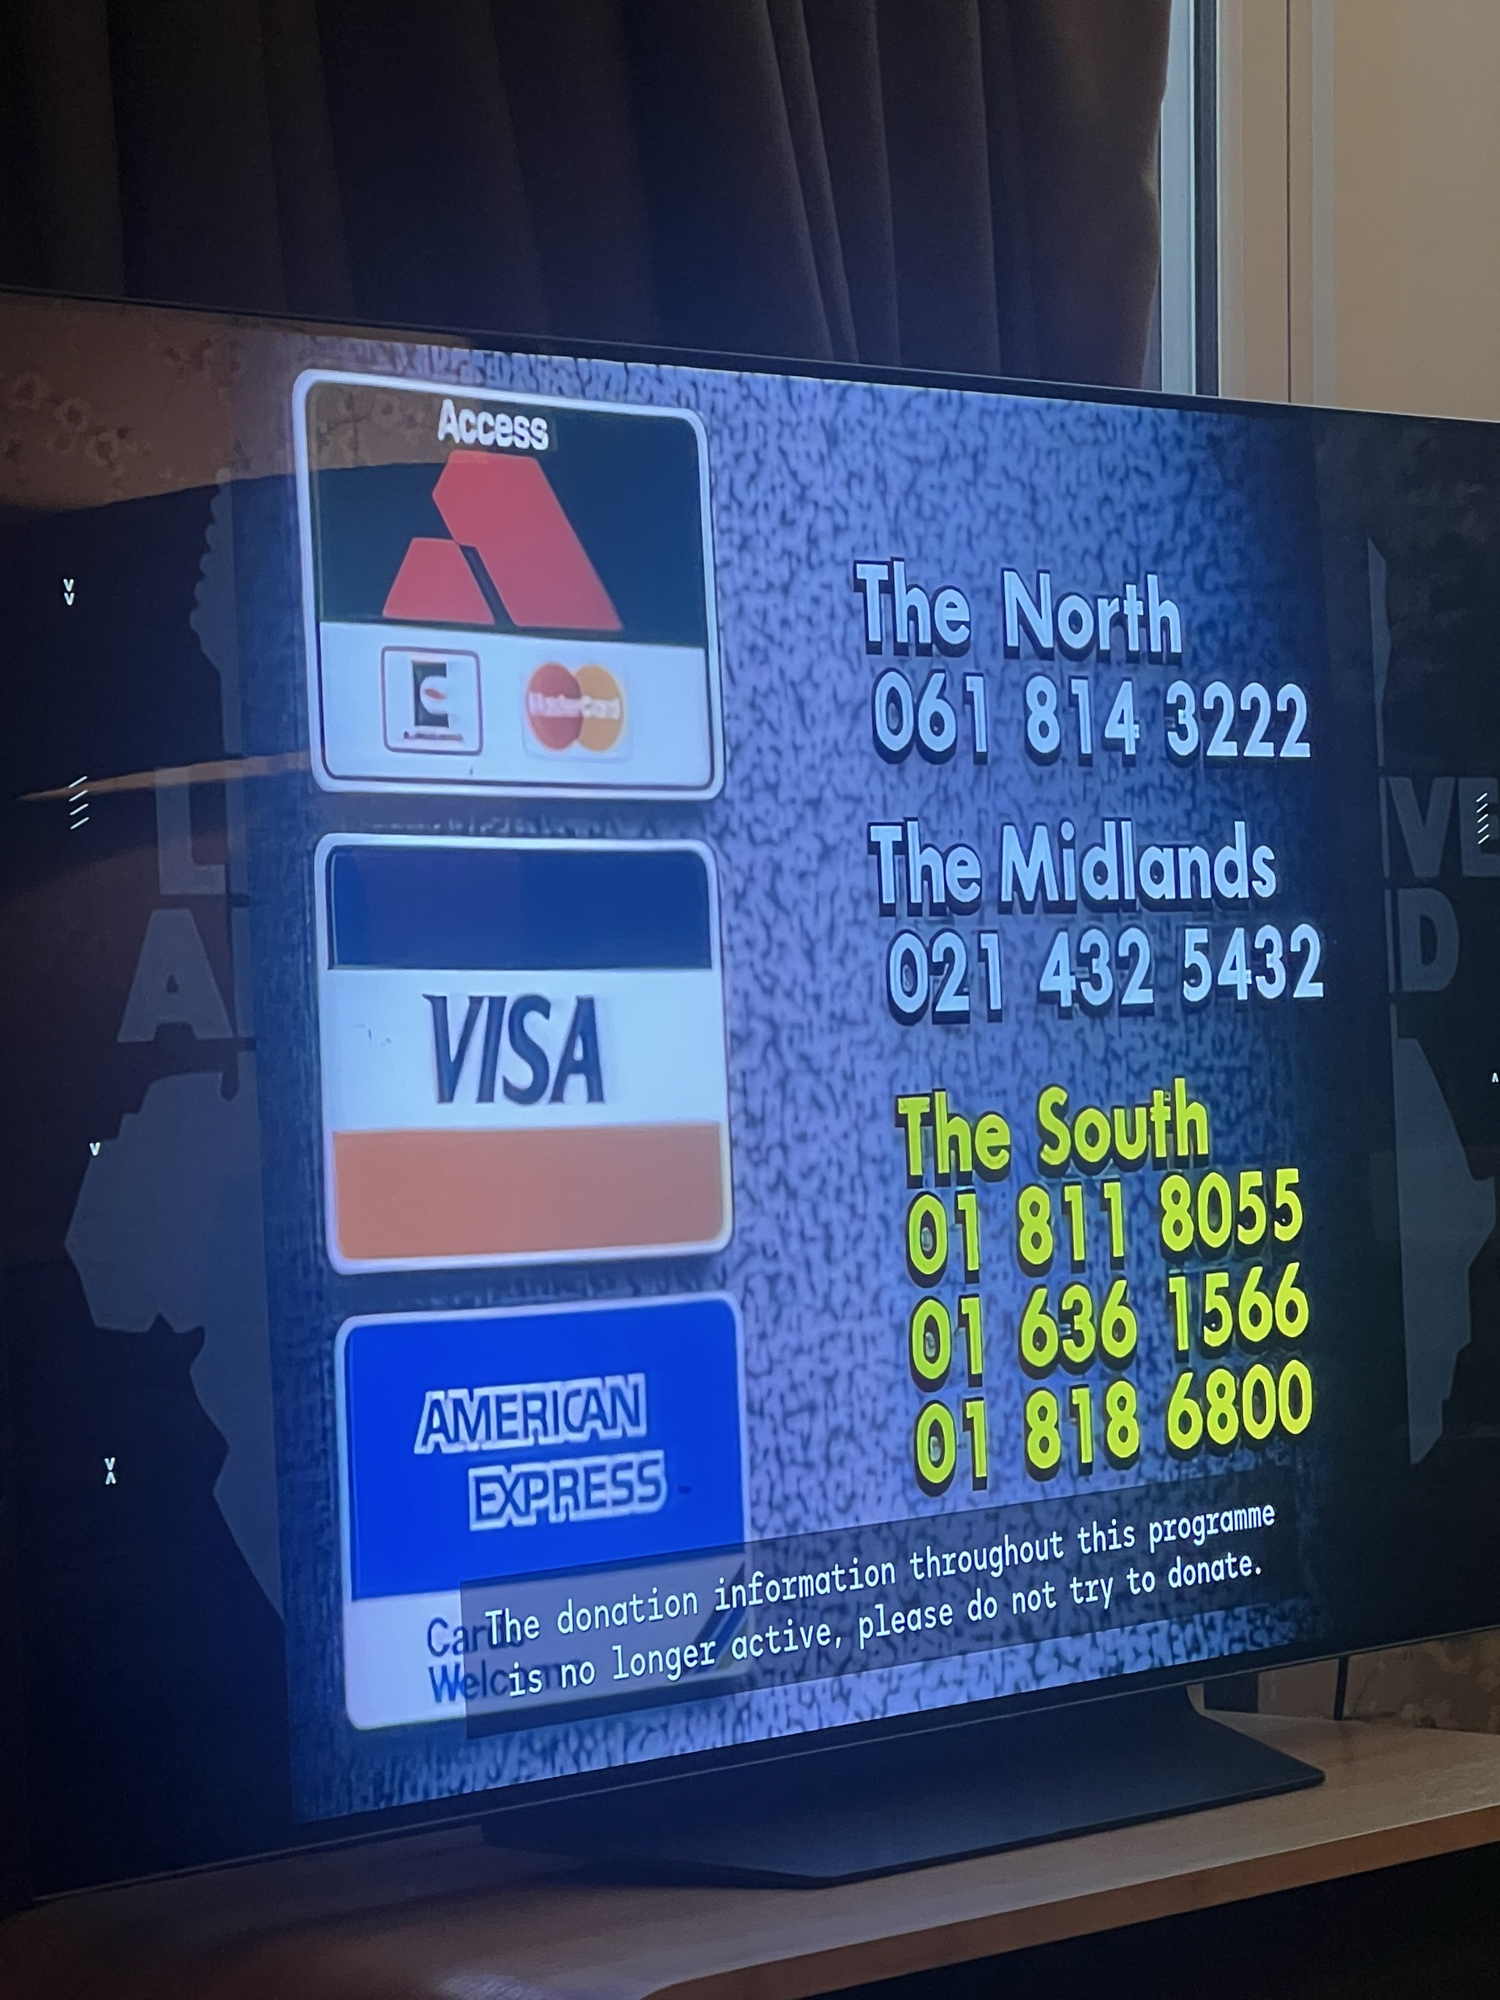 Access
MasterCard
VISA
AMERICAN
EXPRESS
The North
061 814 3222
The Midlands
021 432 5432
The South
01 811 8055
01 636 1566
01 818 6800
The donation information throughout this programme
is no longer active, please do not try to donate.